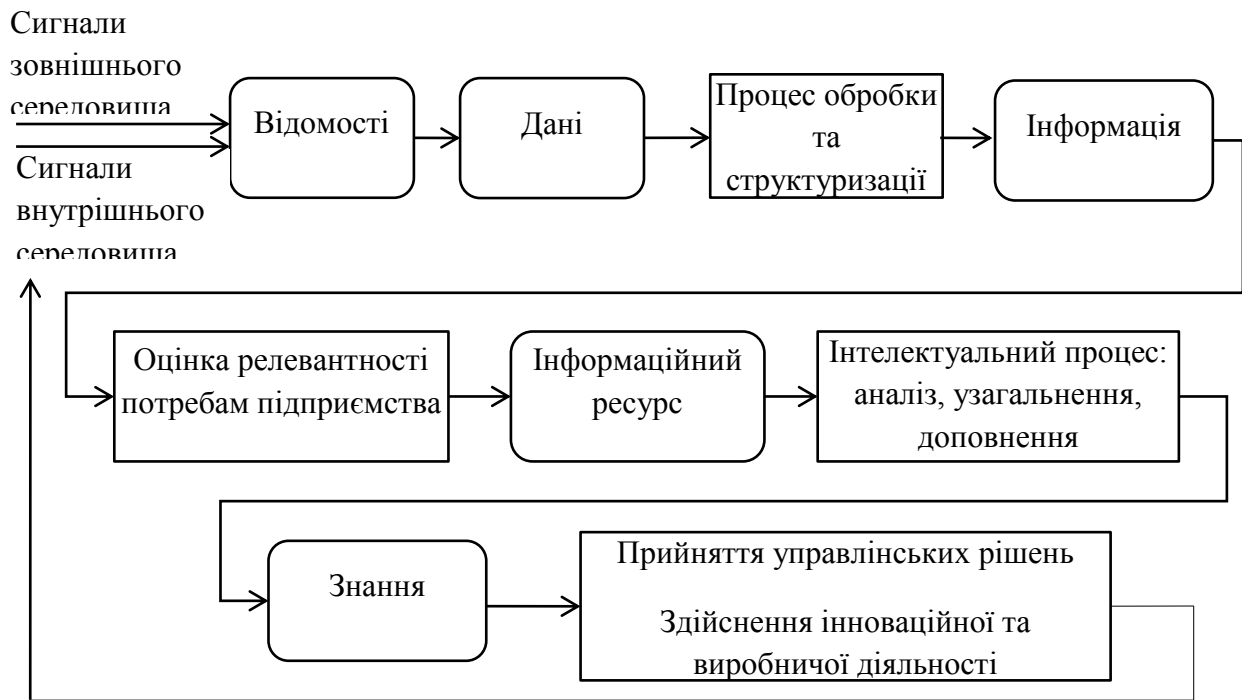 Сигнали
зовнішнього
середовища
Відомості
Дані
Процес обробки
та
структуризації
Інформація
Сигнали
внутрішнього
середовища
Оцінка релевантності
потребам підприємства
Інформаційний
ресурс
Інтелектуальний процес:
аналіз, узагальнення,
доповнення
Знання
Прийняття управлінських рішень
Здійснення інноваційної та
виробничої діяльності